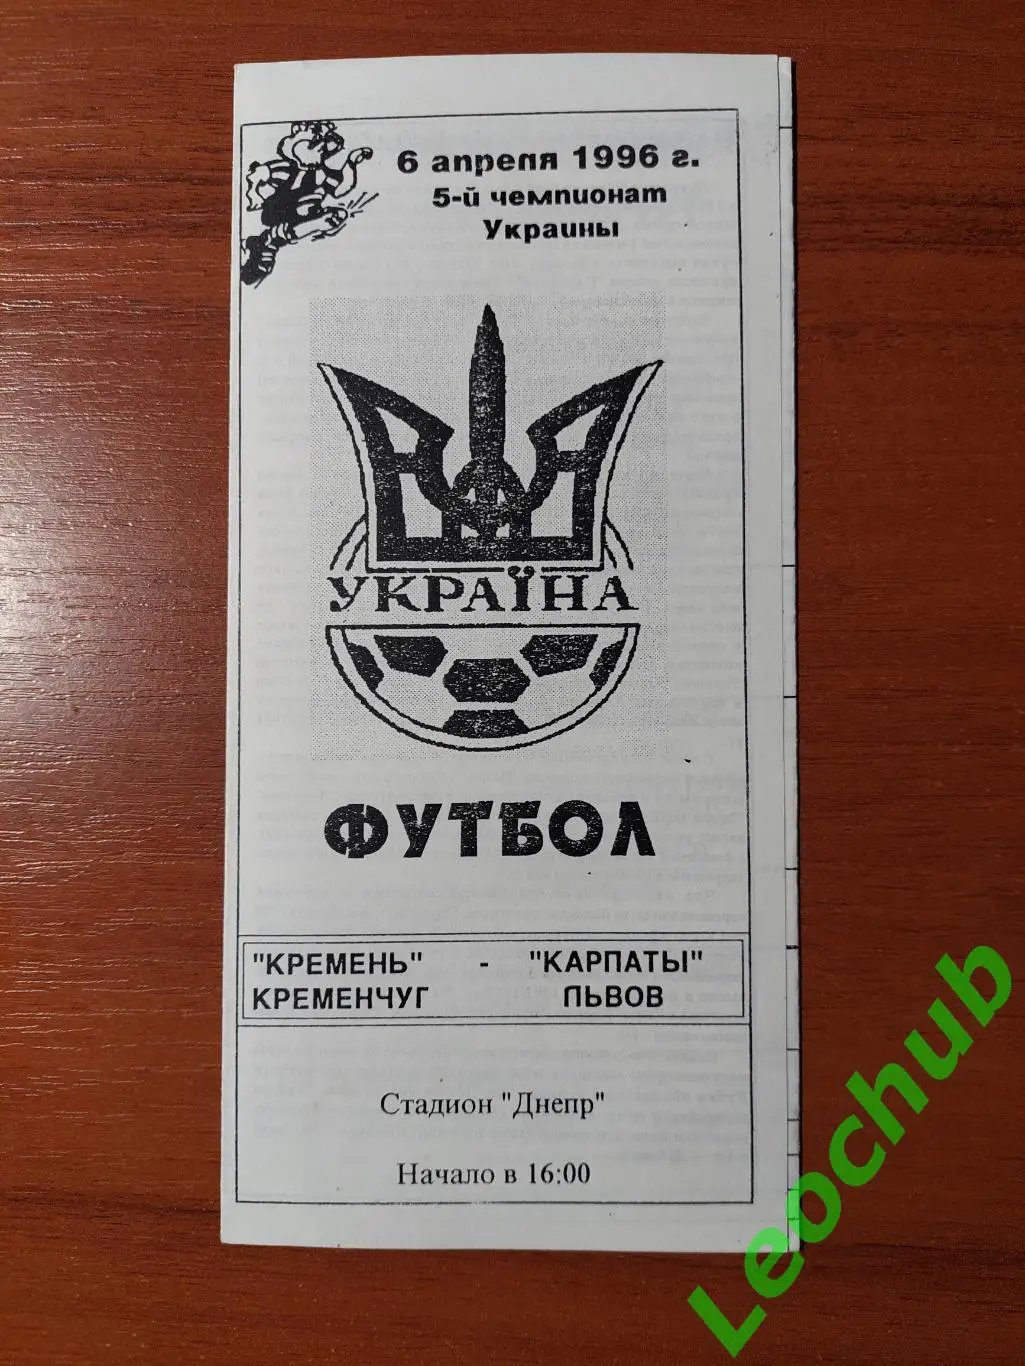 6 апреля 1996 г.
5-й чемпионат
Украины
УКРАЇНА
ФУТБОЛ
"КРЕМЕНЬ" - "КАРПАТЫ"
КРЕМЕНЧУГ ЛЬВОВ
Стадион "Днепр"
Начало в 16:00
Leochub